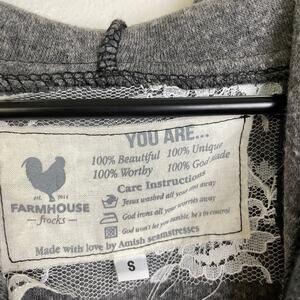 YOU ARE...
100% Beautiful 100% Unique
100% Worthy 100% God made
Care Instructions
Jesus washed all your sins away
God irons all your worries out
God won't let you tumble, he's in control
est. 2011
FARMHOUSE
frocks
Made with love by Amish seamstresses
S